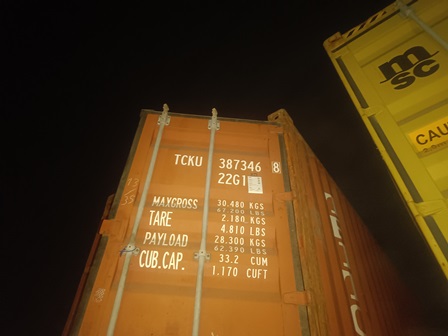 TCKU 387346 8
22G1
MAXGROSS 30.480 KGS
67.200 LBS
TARE 2.180 KGS
4.810 LBS
PAYLOAD 28.300 KGS
62.390 LBS
CUB.CAP. 33.2 CUM
1.170 CUFT
msc
CAU